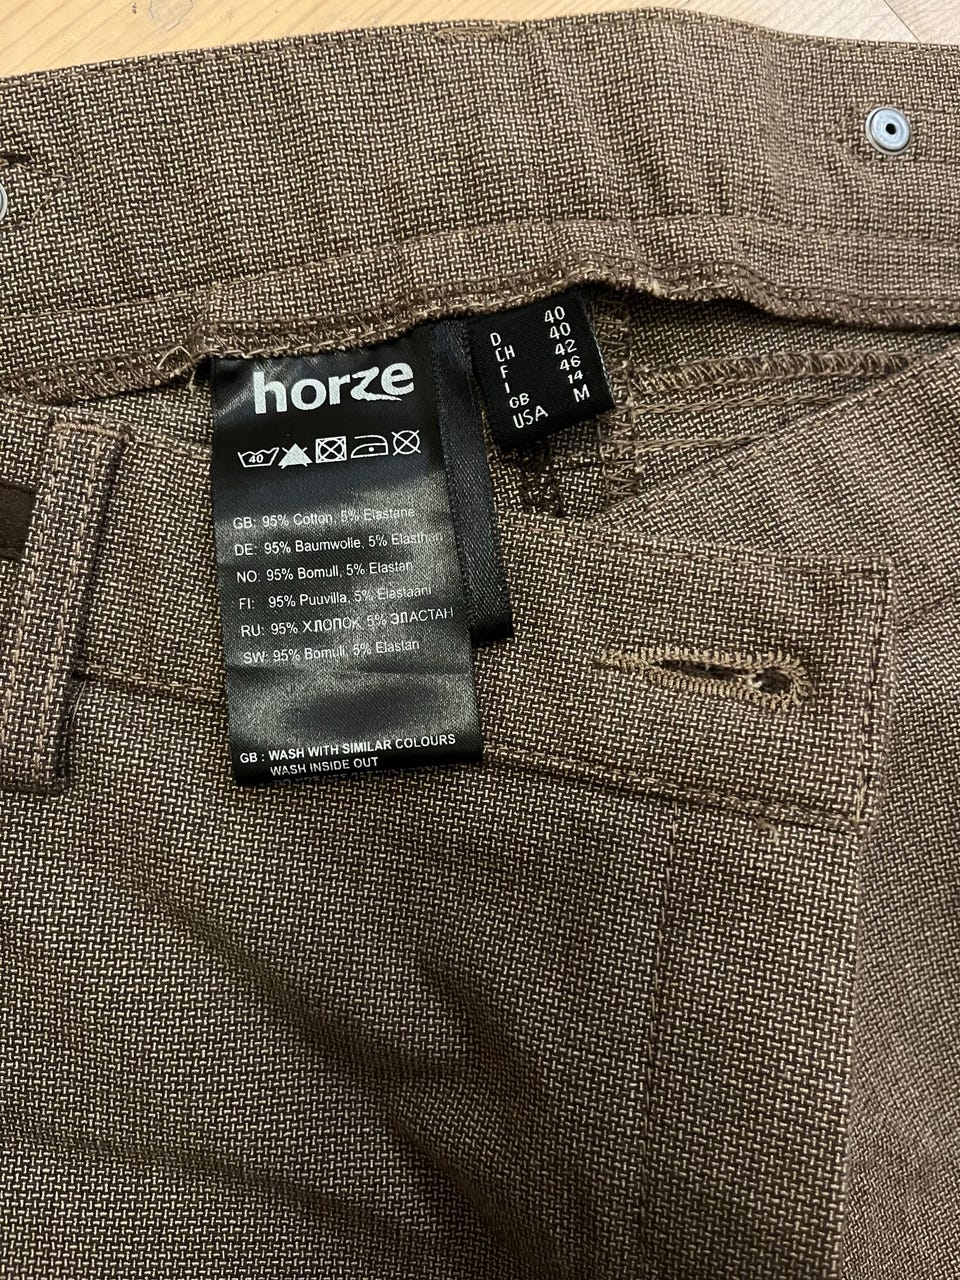 horze
40
GB: 95% Cotton, 5% Elastane
DE: 95% Baumwolle, 5% Elasthan
NO: 95% Bomull, 5% Elastan
FI: 95% Puuvilla, 5% Elastaani
RU: 95% ХЛОПОК, 5% ЭЛАСТАН
SW: 95% Bomull, 5% Elastan
GB : WASH WITH SIMILAR COLOURS
WASH INSIDE OUT
D 40
CH 40
F 42
I 46
GB 14
USA M